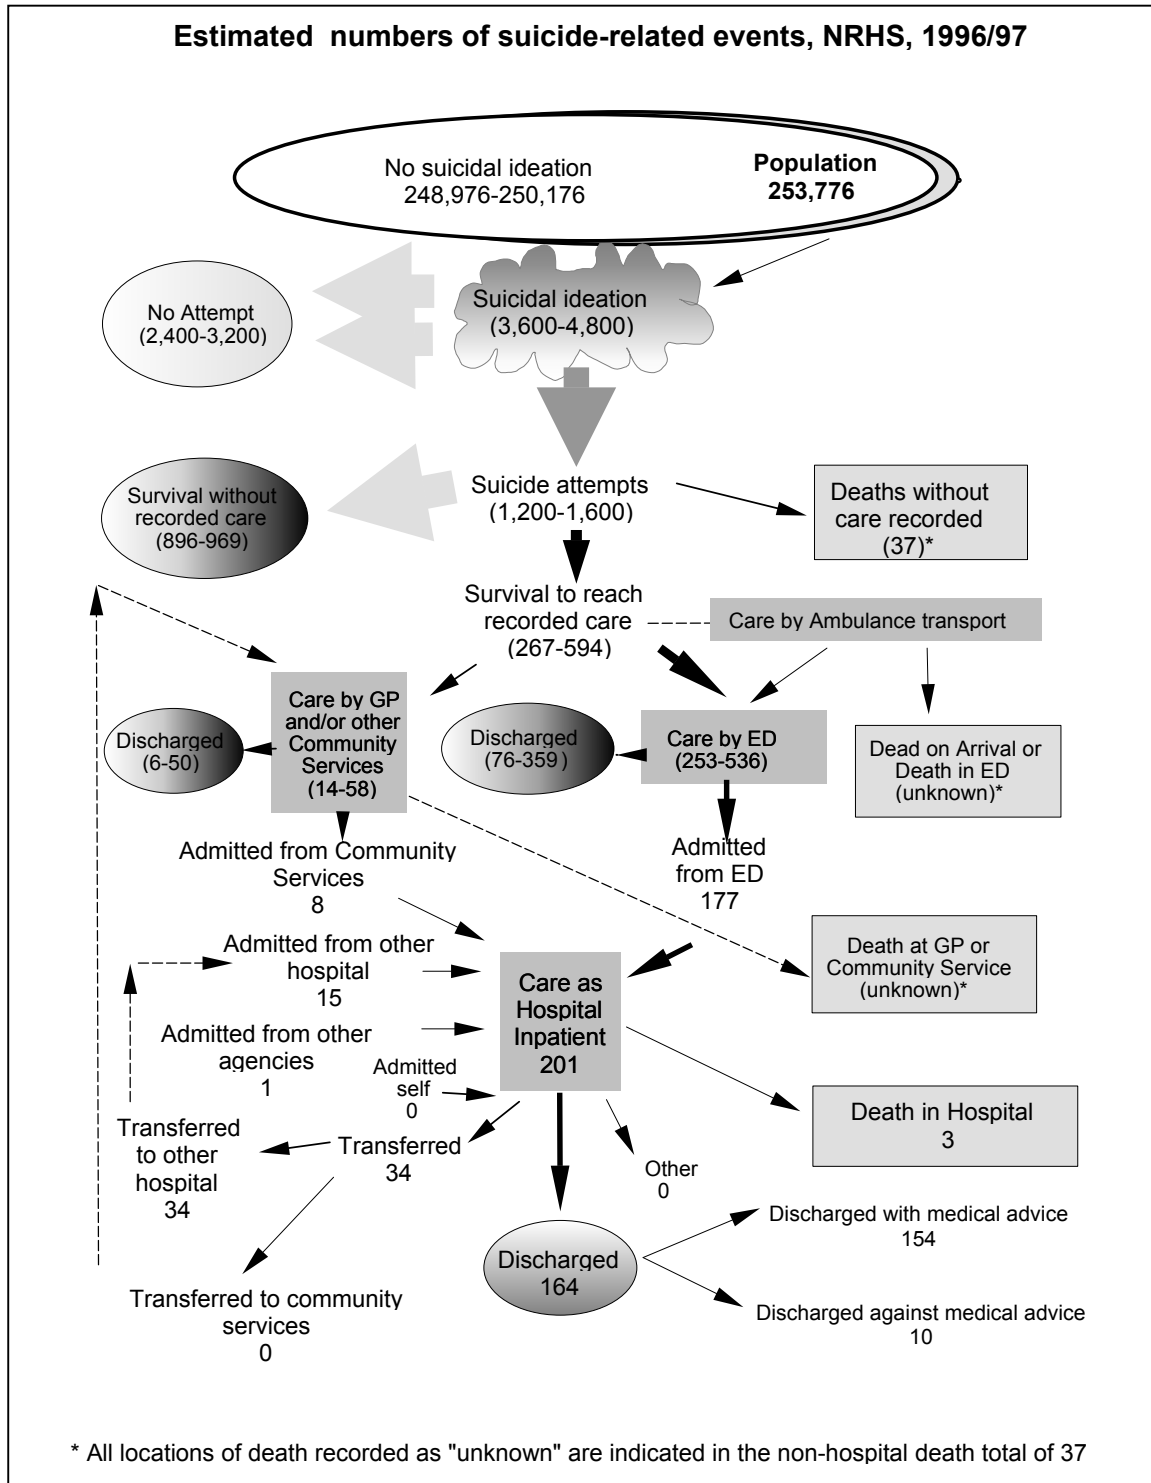 Estimated  numbers of suicide-related events, NRHS, 1996/97
No suicidal ideation
248,976-250,176
Population
253,776
Suicidal ideation
(3,600-4,800)
No Attempt
(2,400-3,200)
Suicide attempts
(1,200-1,600)
Survival without
recorded care
(896-969)
Deaths without
care recorded
(37)*
Survival to reach
recorded care
(267-594)
Care by Ambulance transport
Care by GP
and/or other
Community
Services
(14-58)
Discharged
(6-50)
Discharged
(76-359)
Care by ED
(253-536)
Dead on Arrival or
Death in ED
(unknown)*
Admitted from Community
Services
8
Admitted
from ED
177
Admitted from other
hospital
15
Death at GP or
Community Service
(unknown)*
Care as
Hospital
Inpatient
201
Admitted from other
agencies
1
Admitted
self
0
Death in Hospital
3
Transferred
to other
hospital
34
Transferred
34
Other
0
Discharged
164
Discharged with medical advice
154
Transferred to community
services
0
Discharged against medical advice
10
* All locations of death recorded as "unknown" are indicated in the non-hospital death total of 37